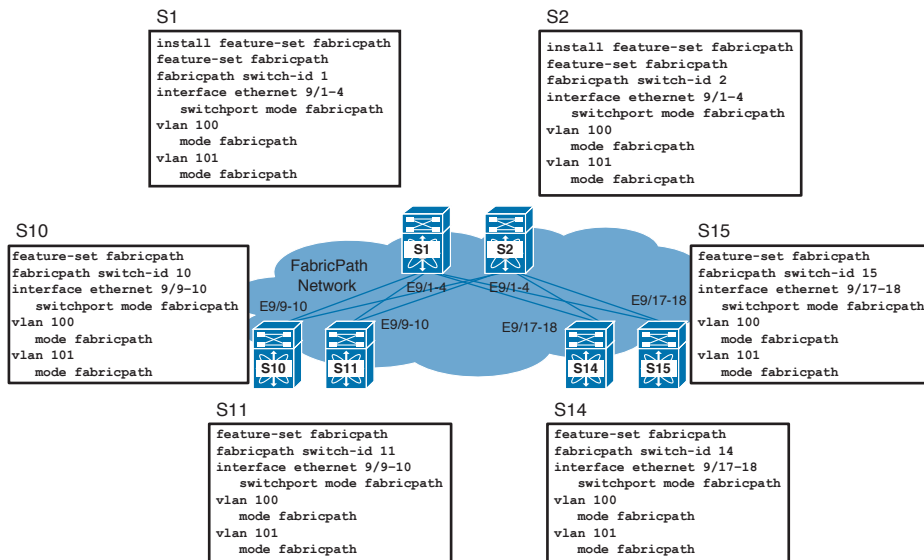 S1
install feature-set fabricpath
feature-set fabricpath
fabricpath switch-id 1
interface ethernet 9/1–4
switchport mode fabricpath
vlan 100
mode fabricpath
vlan 101
mode fabricpath
S2
install feature-set fabricpath
feature-set fabricpath
fabricpath switch-id 2
interface ethernet 9/1–4
switchport mode fabricpath
vlan 100
mode fabricpath
vlan 101
mode fabricpath
S10
feature-set fabricpath
fabricpath switch-id 10
interface ethernet 9/9–10
switchport mode fabricpath
vlan 100
mode fabricpath
vlan 101
mode fabricpath
FabricPath
Network
S1
S2
E9/1-4
E9/1-4
E9/9-10
E9/9-10
E9/17-18
E9/17-18
S10
S11
S14
S15
S15
feature-set fabricpath
fabricpath switch-id 15
interface ethernet 9/17–18
switchport mode fabricpath
vlan 100
mode fabricpath
vlan 101
mode fabricpath
S11
feature-set fabricpath
fabricpath switch-id 11
interface ethernet 9/9–10
switchport mode fabricpath
vlan 100
mode fabricpath
vlan 101
mode fabricpath
S14
feature-set fabricpath
fabricpath switch-id 14
interface ethernet 9/17–18
switchport mode fabricpath
vlan 100
mode fabricpath
vlan 101
mode fabricpath